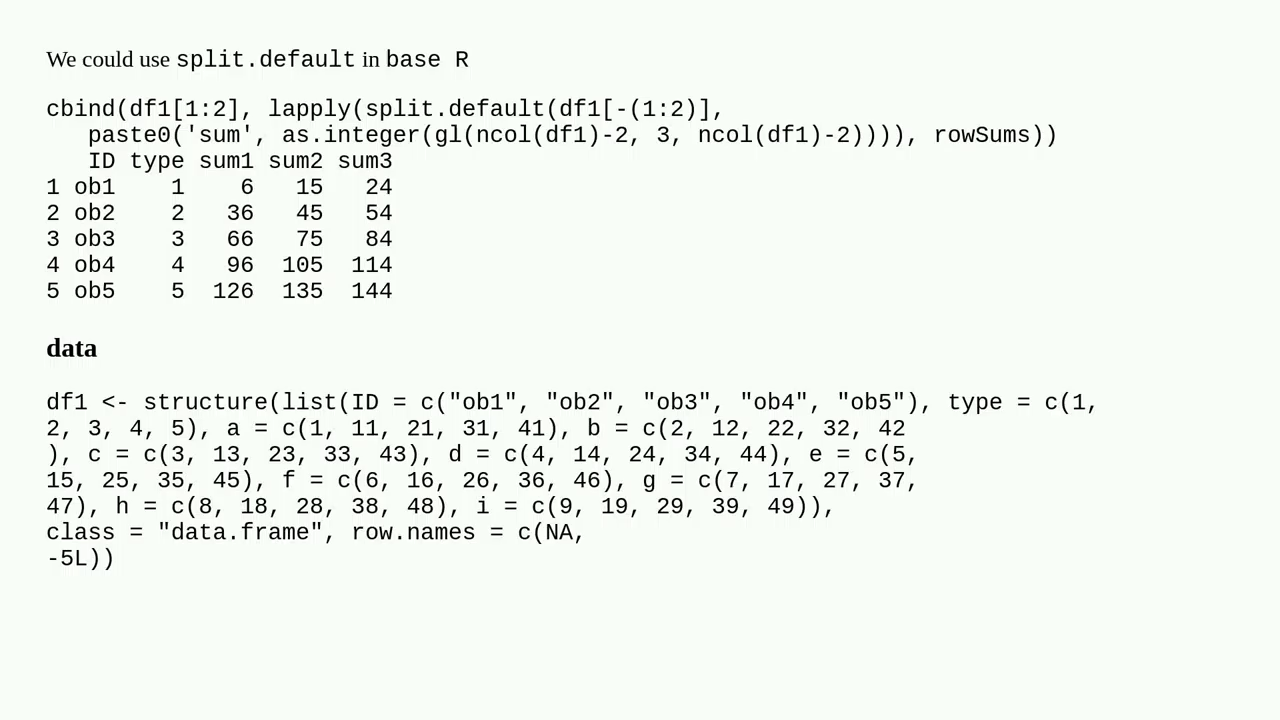 We could use split.default in base R
cbind(df1[1:2], lapply(split.default(df1[-(1:2)],
   paste0('sum', as.integer(gl(ncol(df1)-2, 3, ncol(df1)-2)))), rowSums))
   ID type sum1 sum2 sum3
1 ob1    1    6   15   24
2 ob2    2   36   45   54
3 ob3    3   66   75   84
4 ob4    4   96  105  114
5 ob5    5  126  135  144
data
df1 <- structure(list(ID = c("ob1", "ob2", "ob3", "ob4", "ob5"), type = c(1,
2, 3, 4, 5), a = c(1, 11, 21, 31, 41), b = c(2, 12, 22, 32, 42
), c = c(3, 13, 23, 33, 43), d = c(4, 14, 24, 34, 44), e = c(5,
15, 25, 35, 45), f = c(6, 16, 26, 36, 46), g = c(7, 17, 27, 37,
47), h = c(8, 18, 28, 38, 48), i = c(9, 19, 29, 39, 49)),
class = "data.frame", row.names = c(NA,
-5L))